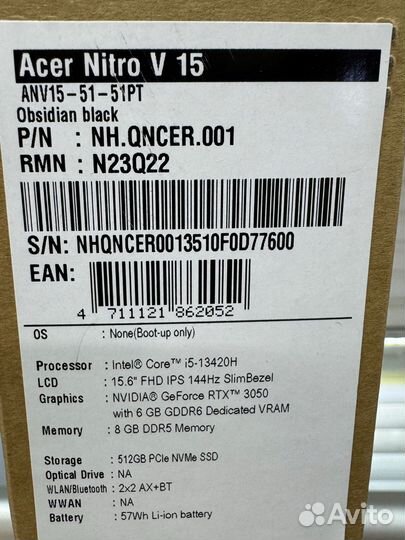 Acer Nitro V 15
ANV15-51-51PT
Obsidian black
P/N : NH.QNCER.001
RMN : N23Q22
S/N: NHQNCER0013510F0D77600
EAN:
4 711121 862052
OS : None(Boot-up only)
Processor : Intel® Core™ i5-13420H
LCD : 15.6" FHD IPS 144Hz SlimBezel
Graphics : NVIDIA® GeForce RTX™ 3050
with 6 GB GDDR6 Dedicated VRAM
Memory : 8 GB DDR5 Memory
Storage : 512GB PCIe NVMe SSD
Optical Drive : NA
WLAN/Bluetooth : 2x2 AX+BT
WWAN : NA
Battery : 57Wh Li-ion battery
Avito